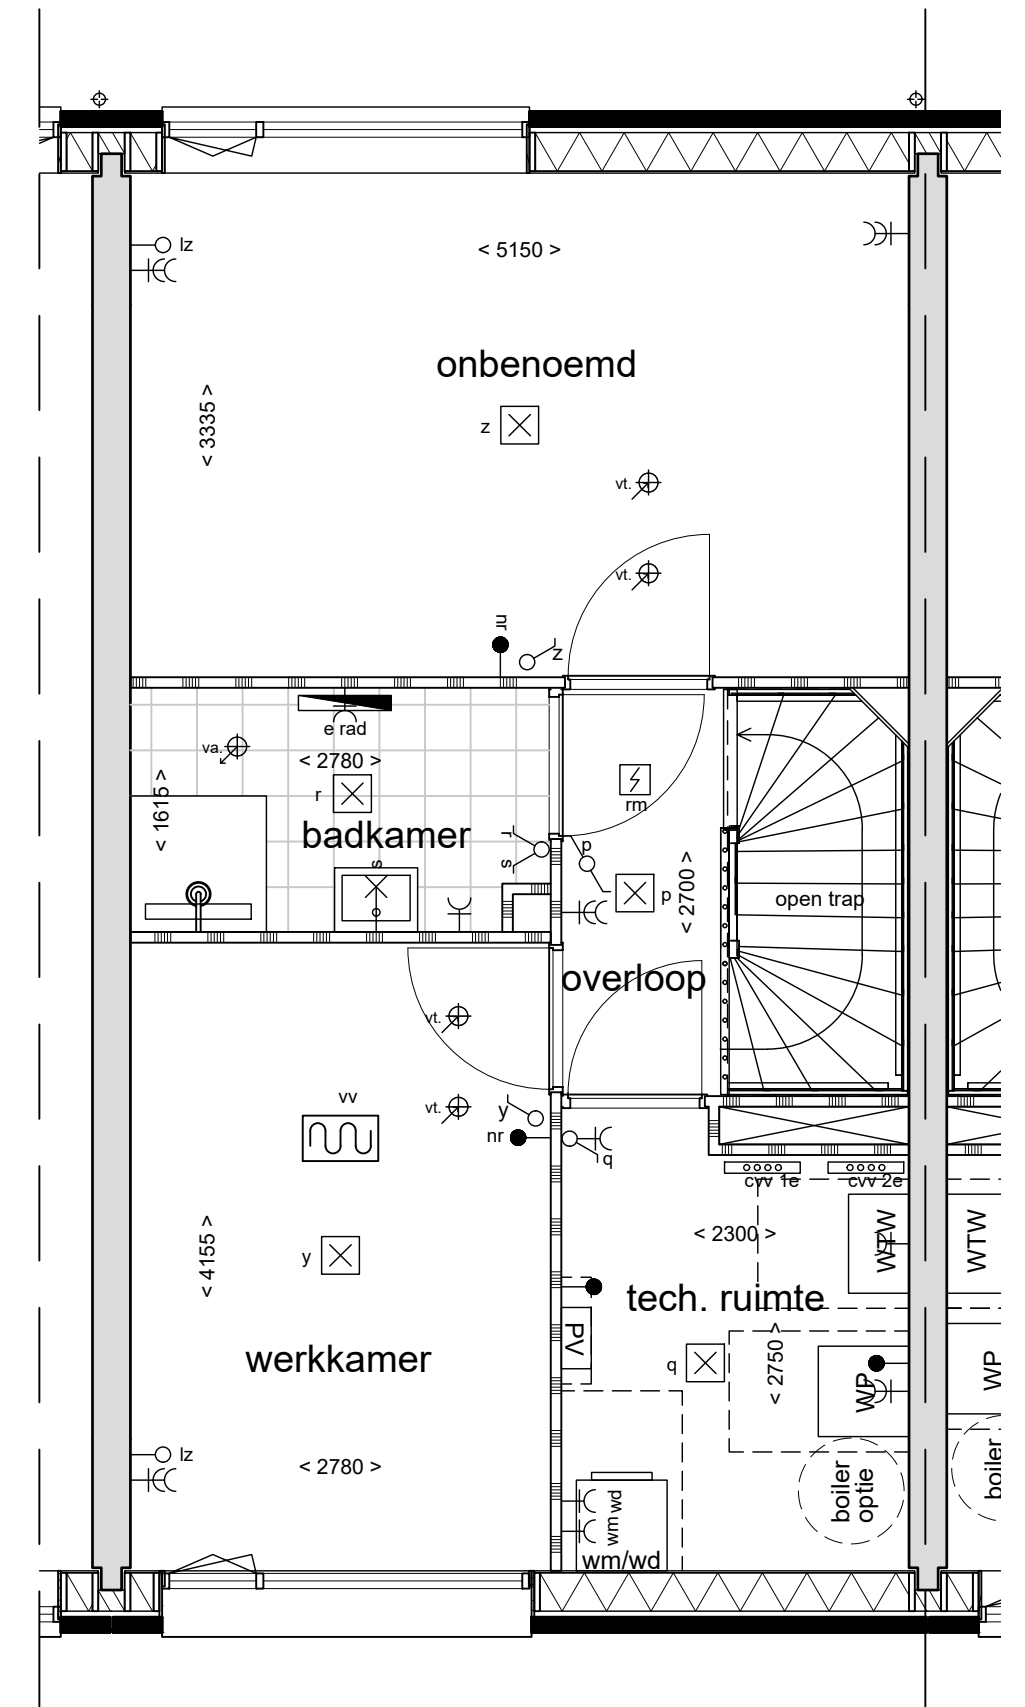 lz
< 5150 >
onbenoemd
< 3335 >
z
vt.
vt.
nr
z
e rad
va.
< 2780 >
< 1615 >
r
rm
badkamer
r
s
s
p
p
< 2700 >
open trap
overloop
vt.
vv
vt.
y
nr
q
cvv 1e
cvv 2e
< 4155 >
< 2300 >
WTW
WTW
y
tech. ruimte
PV
werkkamer
q
< 2750 >
WP
WP
lz
< 2780 >
boiler
optie
boiler
wm
wd
wm/wd